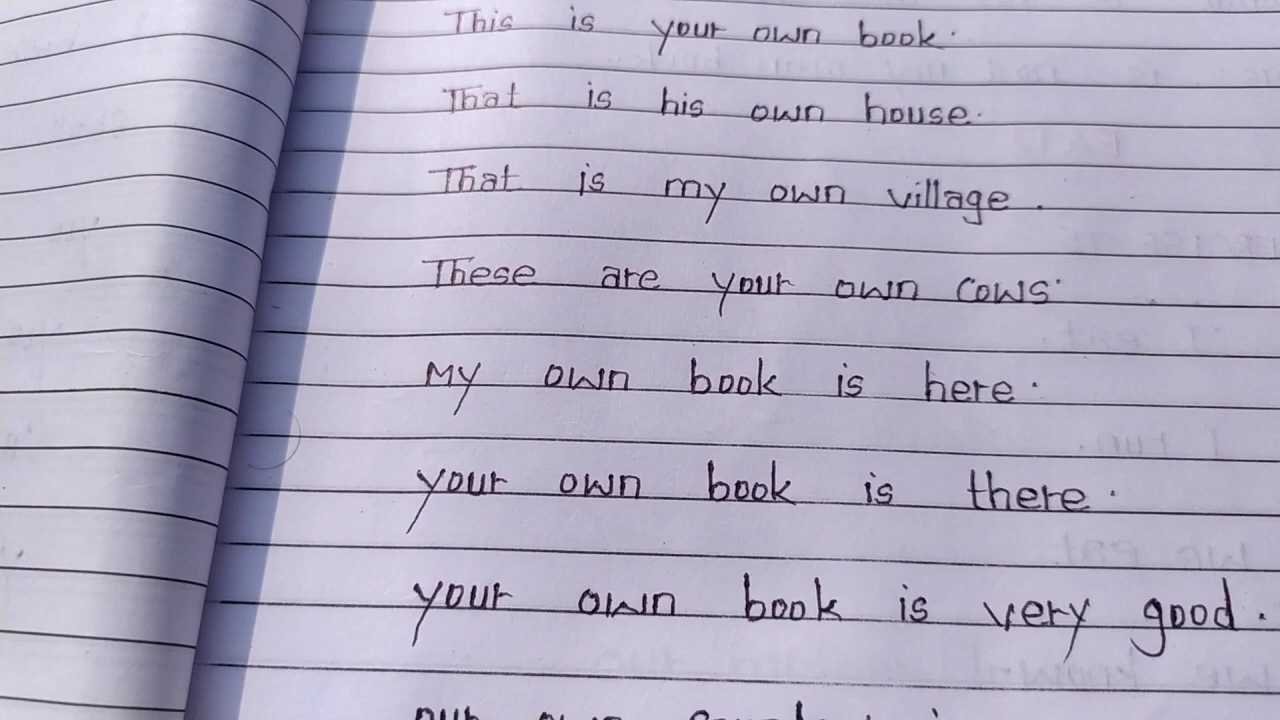 This is your own book.
That is his own house.
That is my own village.
These are your own cows.
My own book is here.
your own book is there.
your own book is very good.